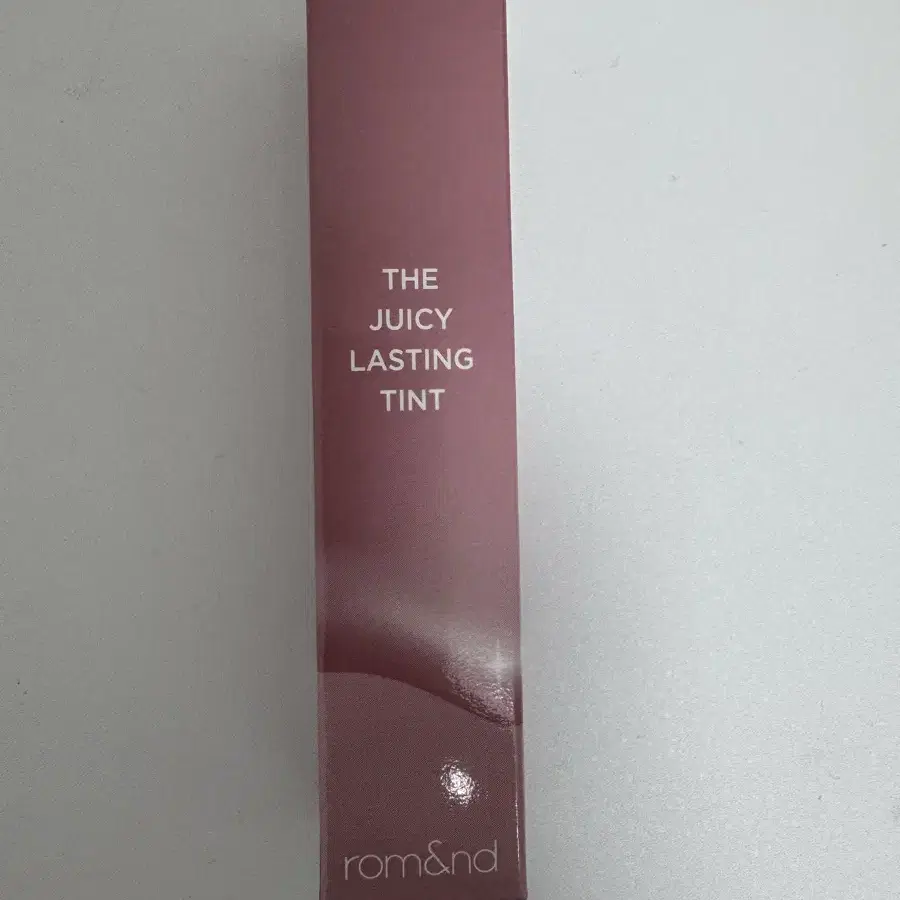 THE
JUICY
LASTING
TINT
rom&nd